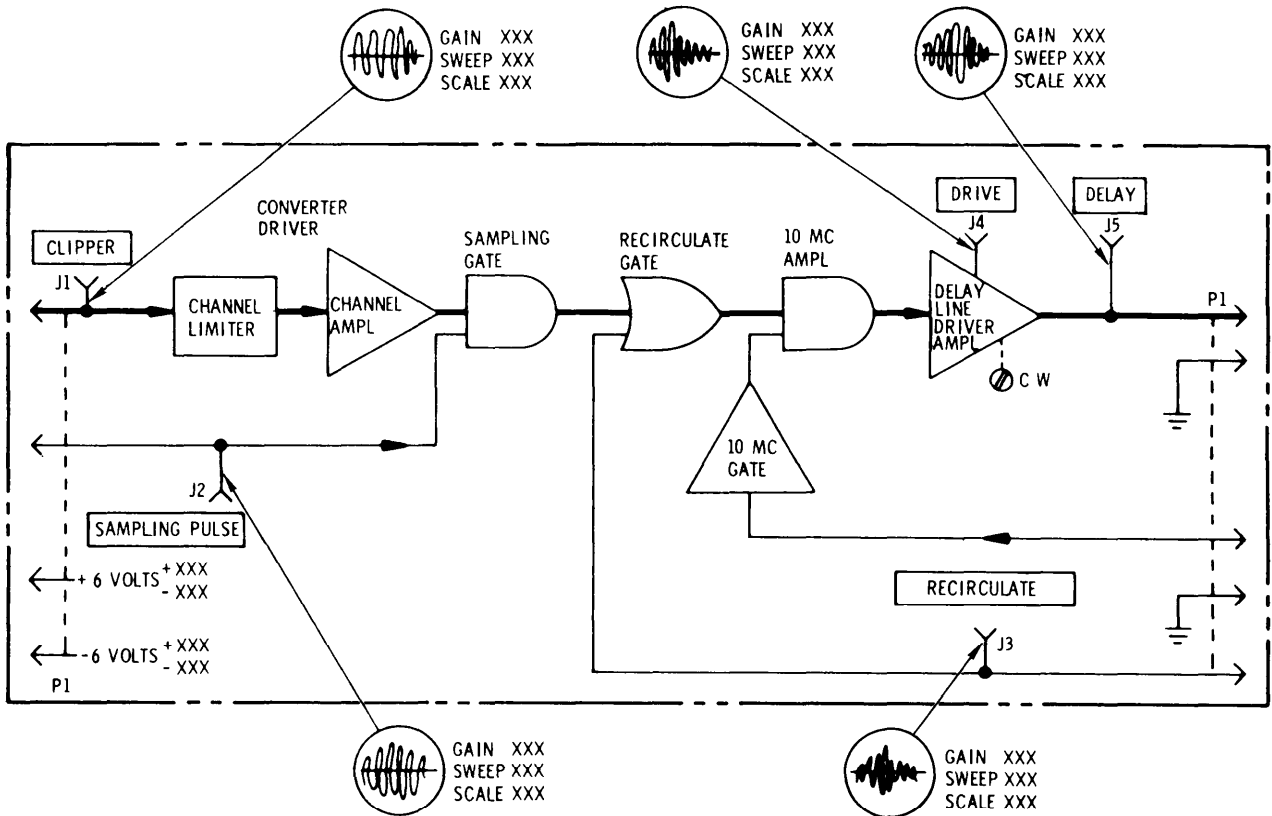 GAIN XXX
SWEEP XXX
SCALE XXX
GAIN XXX
SWEEP XXX
SCALE XXX
GAIN XXX
SWEEP XXX
SCALE XXX
CONVERTER
DRIVER
CLIPPER
J1
SAMPLING
GATE
RECIRCULATE
GATE
10 MC
AMPL
DRIVE
J4
DELAY
J5
CHANNEL
LIMITER
CHANNEL
AMPL
DELAY
LINE
DRIVER
AMPL
P1
C W
J2
SAMPLING PULSE
10 MC
GATE
+ 6 VOLTS + XXX
- XXX
- 6 VOLTS + XXX
- XXX
P1
RECIRCULATE
J3
GAIN XXX
SWEEP XXX
SCALE XXX
GAIN XXX
SWEEP XXX
SCALE XXX